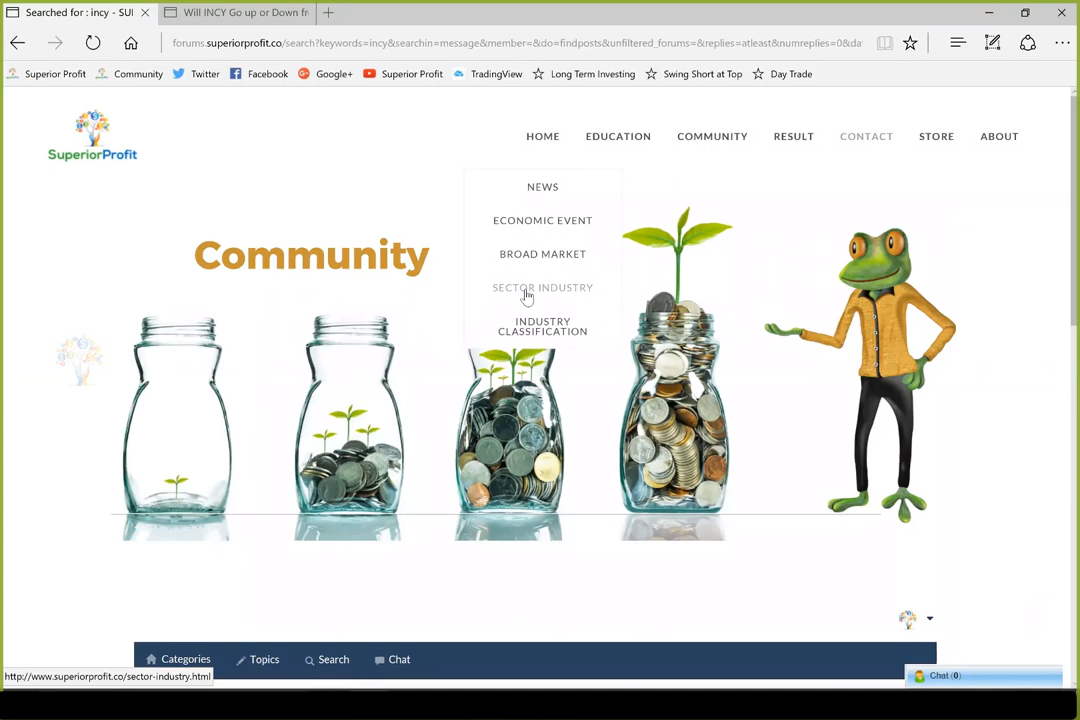 Searched for : incy - SUI
Will INCY Go up or Down fr
forums.superiorprofit.co/search?keywords=incy&searchin=message&member=&do=findposts&unfiltered_forums=&replies=atleast&numreplies=0&da
Superior Profit
Community
Twitter
Facebook
Google+
Superior Profit
TradingView
Long Term Investing
Swing Short at Top
Day Trade
SuperiorProfit
HOME
EDUCATION
COMMUNITY
RESULT
CONTACT
STORE
ABOUT
NEWS
ECONOMIC EVENT
BROAD MARKET
SECTOR INDUSTRY
INDUSTRY
CLASSIFICATION
Community
Categories
Topics
Search
Chat
http://www.superiorprofit.co/sector-industry.html
Chat (0)